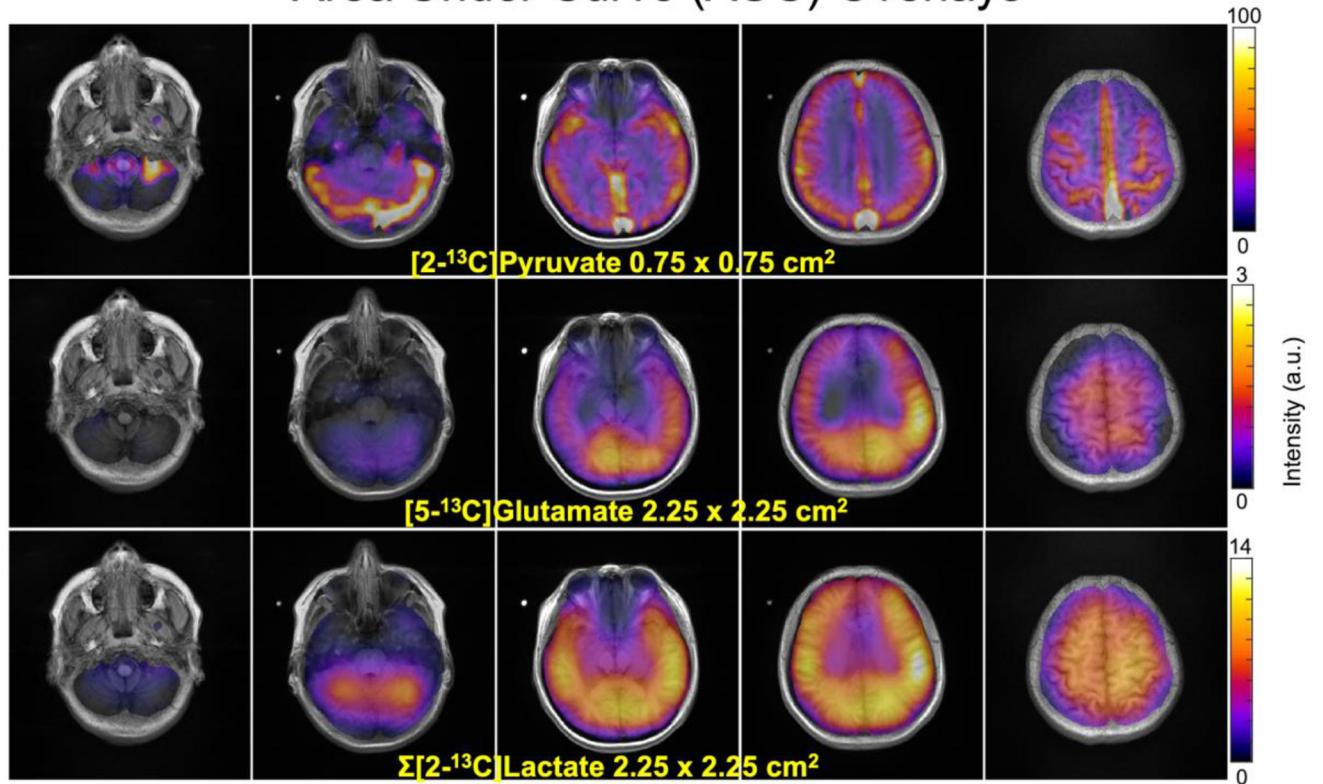 100
[2-¹³C]Pyruvate 0.75 x 0.75 cm²
0
3
[5-¹³C]Glutamate 2.25 x 2.25 cm²
0
Intensity (a.u.)
14
Σ[2-¹³C]Lactate 2.25 x 2.25 cm²
0